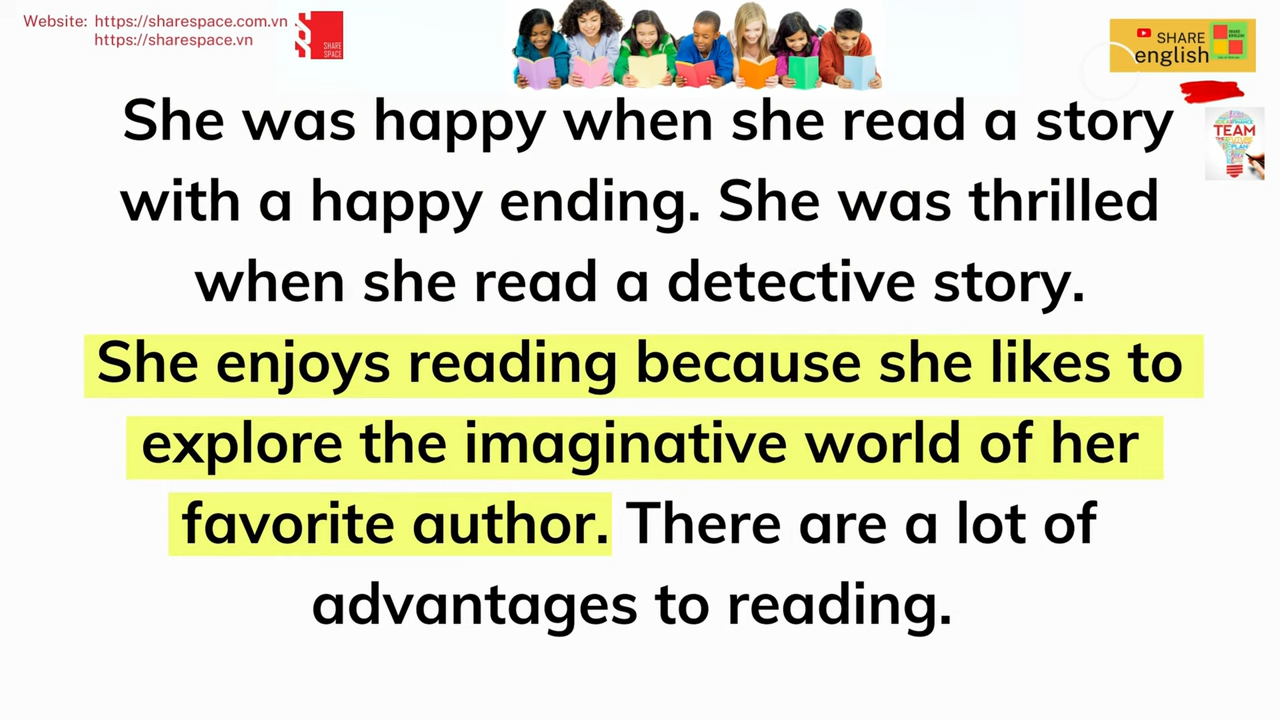 Website: https://sharespace.com.vn
https://sharespace.vn
SHARE
SPACE
SHARE
english
TEAM
She was happy when she read a story
with a happy ending. She was thrilled
when she read a detective story.
She enjoys reading because she likes to
explore the imaginative world of her
favorite author. There are a lot of
advantages to reading.